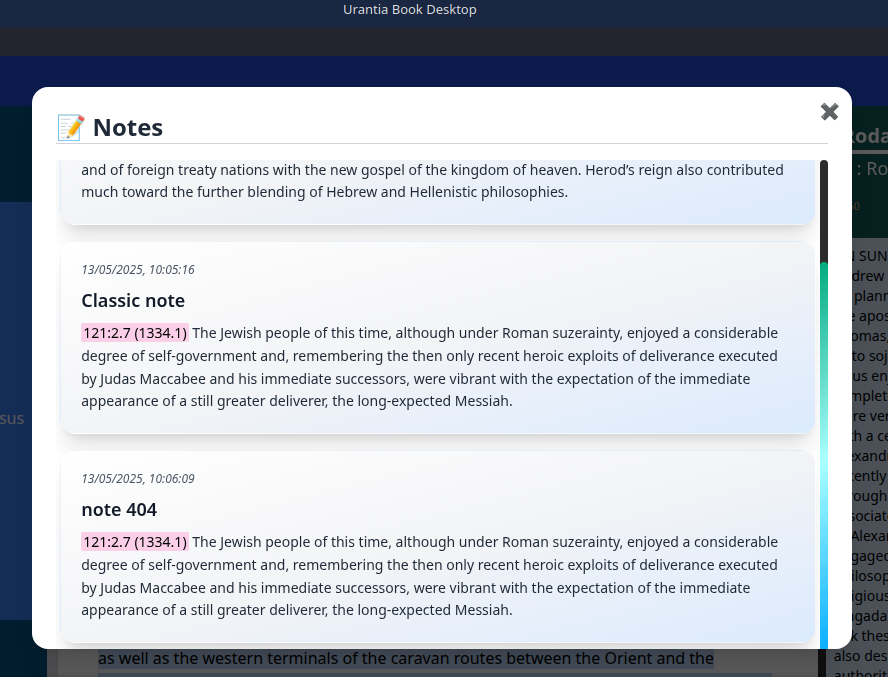 Urantia Book Desktop
📝 Notes
✖
Roda
: Ro
and of foreign treaty nations with the new gospel of the kingdom of heaven. Herod's reign also contributed
much toward the further blending of Hebrew and Hellenistic philosophies.
13/05/2025, 10:05:16
Classic note
121:2.7 (1334.1) The Jewish people of this time, although under Roman suzerainty, enjoyed a considerable
degree of self-government and, remembering the then only recent heroic exploits of deliverance executed
by Judas Maccabee and his immediate successors, were vibrant with the expectation of the immediate
appearance of a still greater deliverer, the long-expected Messiah.
13/05/2025, 10:06:09
note 404
121:2.7 (1334.1) The Jewish people of this time, although under Roman suzerainty, enjoyed a considerable
degree of self-government and, remembering the then only recent heroic exploits of deliverance executed
by Judas Maccabee and his immediate successors, were vibrant with the expectation of the immediate
appearance of a still greater deliverer, the long-expected Messiah.
sus
as well as the western terminals of the caravan routes between the Orient and the
SUN
drew
plann
e apos
omas,
to soj
us en
mplet
re ver
h a ce
exand
cently
rough
sociat
Alexan
gaged
ilosop
igious
ngada
k thes
also des
authorit